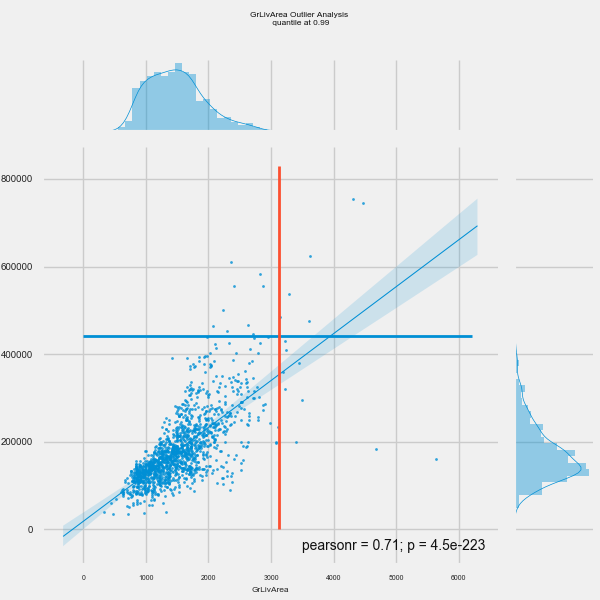 GrLivArea Outlier Analysis
quantile at 0.99
800000
600000
400000
200000
0
pearsonr = 0.71; p = 4.5e-223
0 1000 2000 3000 4000 5000 6000
GrLivArea